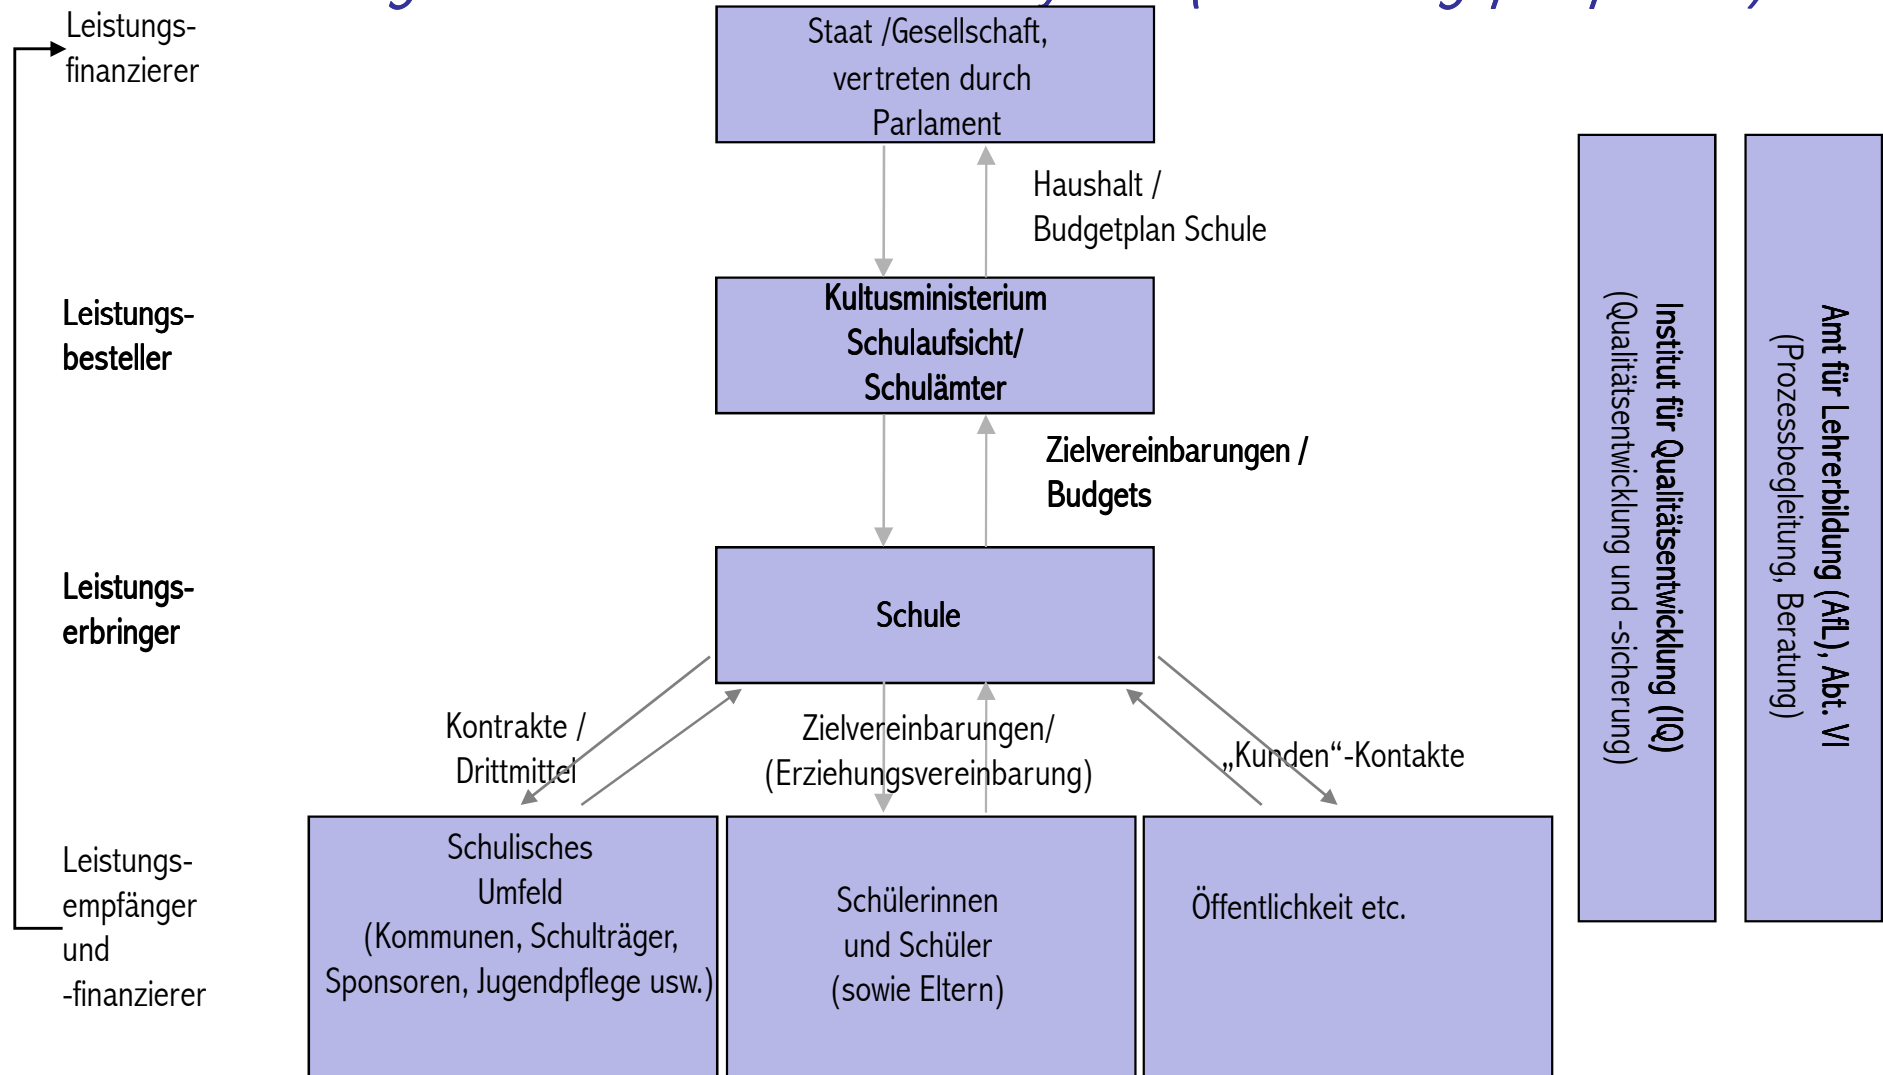 Leistungs-
finanzierer
Staat /Gesellschaft,
vertreten durch
Parlament
Haushalt /
Budgetplan Schule
Leistungs-
besteller
Kultusministerium
Schulaufsicht/
Schulämter
Zielvereinbarungen /
Budgets
Leistungs-
erbringer
Schule
Kontrakte /
Drittmittel
Zielvereinbarungen/
(Erziehungsvereinbarung)
„Kunden“-Kontakte
Leistungs-
empfänger
und
-finanzierer
Schulisches
Umfeld
(Kommunen, Schulträger,
Sponsoren, Jugendpflege usw.)
Schülerinnen
und Schüler
(sowie Eltern)
Öffentlichkeit etc.
Institut für Qualitätsentwicklung (IQ)
(Qualitätsentwicklung und -sicherung)
Amt für Lehrerbildung (AfL), Abt. VI
(Prozessbegleitung, Beratung)